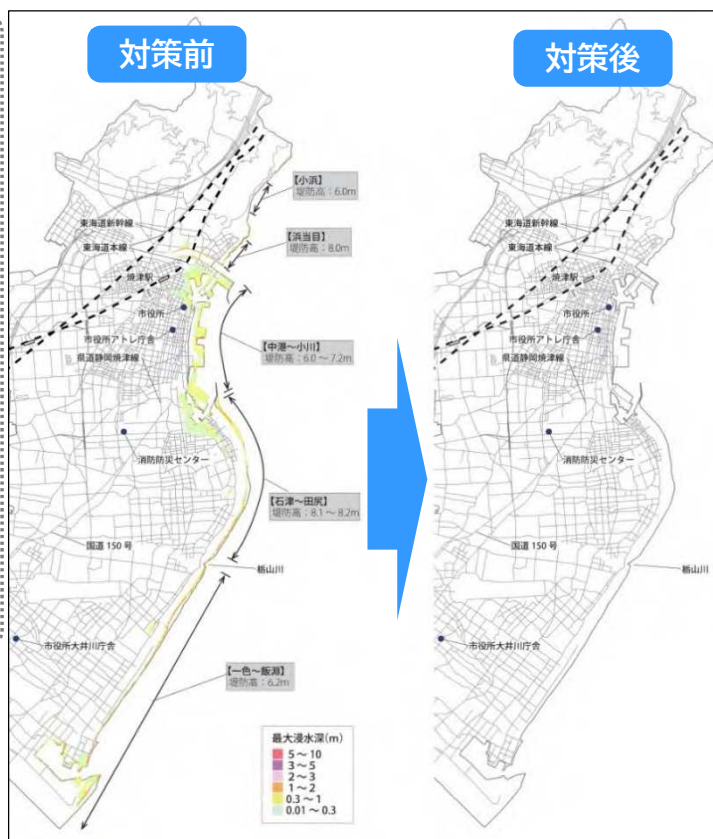 対策前
対策後
【小浜】
堤防高：6.0m
東海道新幹線
【浜当目】
堤防高：8.0m
東海道本線
焼津駅
市役所
市役所アトレ庁舎
【中港～小川】
堤防高：6.0～7.2m
県道静岡焼津線
消防防災センター
【石津～田尻】
堤防高：8.1～8.2m
国道150号
栃山川
市役所大井川庁舎
【一色～飯淵】
堤防高：6.2m
最大浸水深(m)
5～10
3～5
2～3
1～2
0.3～1
0.01～0.3
東海道新幹線
東海道本線
焼津駅
市役所
市役所アトレ庁舎
県道静岡焼津線
消防防災センター
国道150号
栃山川
市役所大井川庁舎